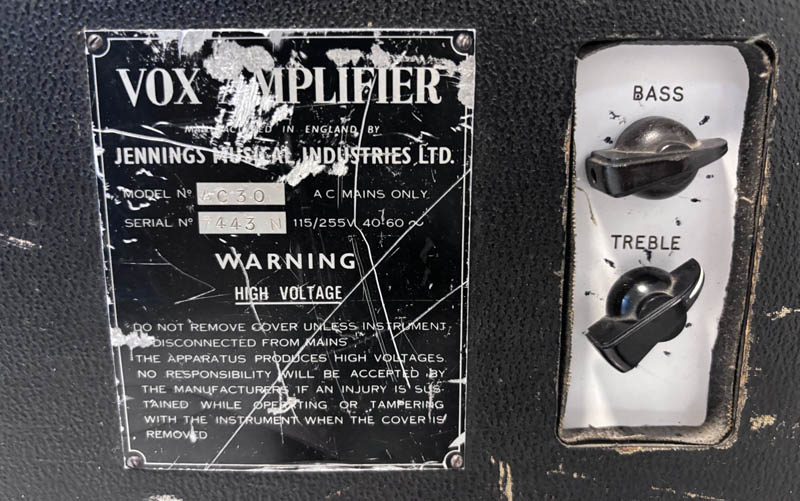 VOX AMPLIFIER
MANUFACTURED IN ENGLAND BY
JENNINGS MUSICAL INDUSTRIES LTD.
MODEL Nº AC30 AC MAINS ONLY.
SERIAL Nº 7443 N 115/255V 40-60 ~
WARNING
HIGH VOLTAGE
DO NOT REMOVE COVER UNLESS INSTRUMENT
DISCONNECTED FROM MAINS
THE APPARATUS PRODUCES HIGH VOLTAGES.
NO RESPONSIBILITY WILL BE ACCEPTED BY
THE MANUFACTURERS IF AN INJURY IS SUS-
TAINED WHILE OPERATING OR TAMPERING
WITH THE INSTRUMENT WHEN THE COVER IS
REMOVED
BASS
TREBLE